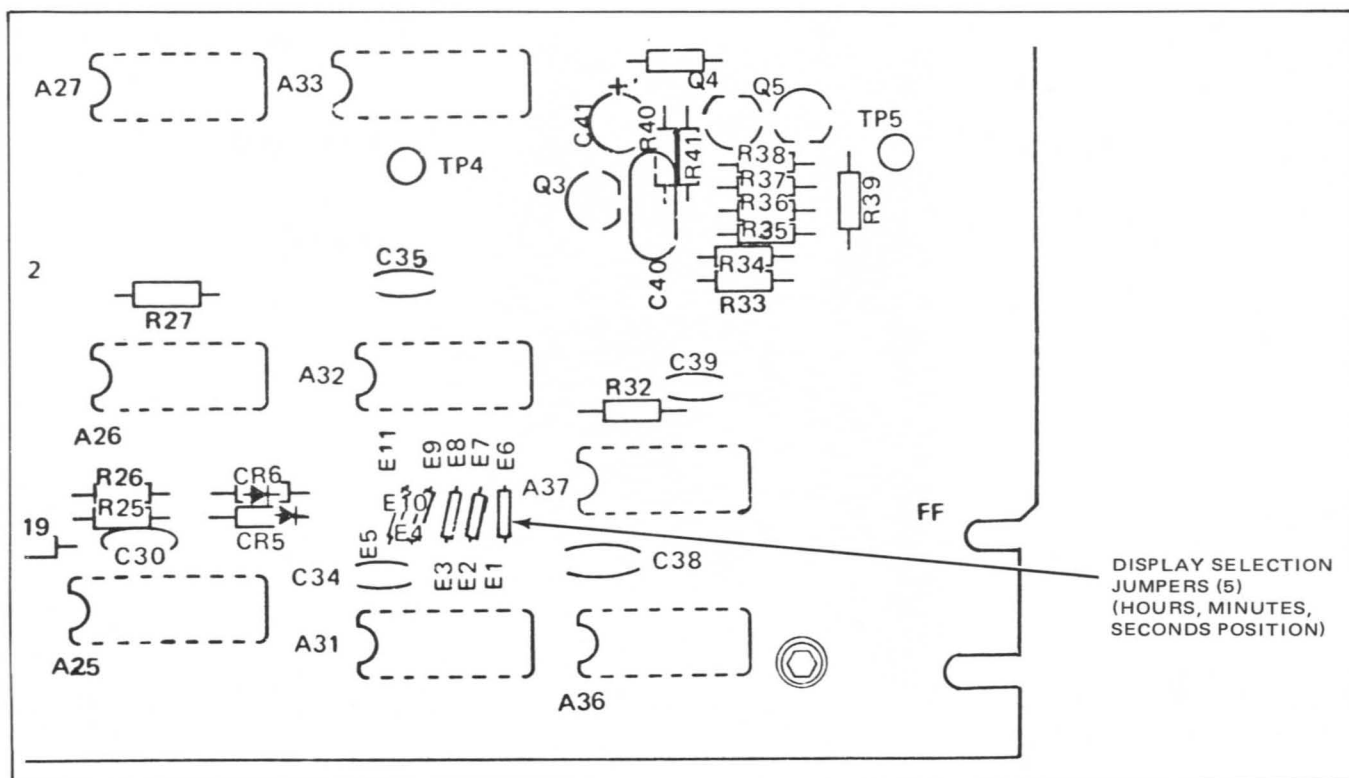 A27
A33
Q4
Q5
C41
+
R40
R41
TP5
TP4
Q3
R38
R37
R36
R35
R39
2
C35
C40
R34
R33
R27
A32
C39
R32
A26
E11
E9
E8
E7
E6
A37
R26
R25
CR6
CR5
E10
E4
E5
19
C30
C34
E3
E2
E1
C38
FF
DISPLAY SELECTION
JUMPERS (5)
(HOURS, MINUTES,
SECONDS POSITION)
A25
A31
A36